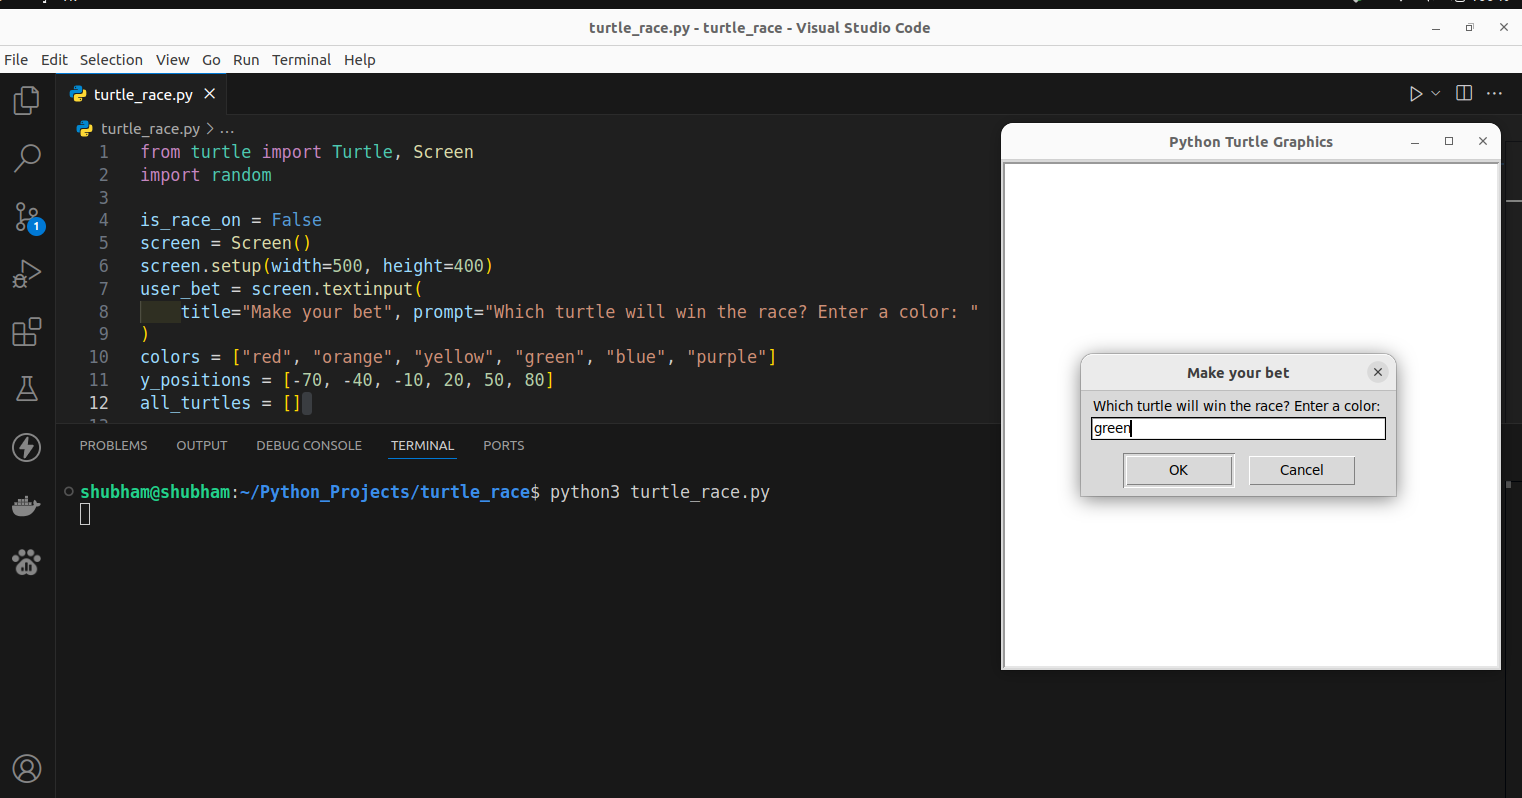 turtle_race.py - turtle_race - Visual Studio Code
File Edit Selection View Go Run Terminal Help
turtle_race.py
turtle_race.py > ...
1 from turtle import Turtle, Screen
2 import random
3
4 is_race_on = False
5 screen = Screen()
6 screen.setup(width=500, height=400)
7 user_bet = screen.textinput(
8     title="Make your bet", prompt="Which turtle will win the race? Enter a color: "
9 )
10 colors = ["red", "orange", "yellow", "green", "blue", "purple"]
11 y_positions = [-70, -40, -10, 20, 50, 80]
12 all_turtles = []
1
PROBLEMS OUTPUT DEBUG CONSOLE TERMINAL PORTS
shubham@shubham:~/Python_Projects/turtle_race$ python3 turtle_race.py
Python Turtle Graphics
Make your bet
Which turtle will win the race? Enter a color:
green
OK Cancel